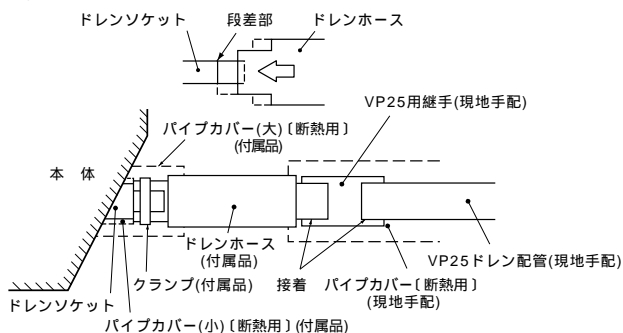 ドレンソケット
段差部
ドレンホース
VP25用継手(現地手配)
パイプカバー(大)〔断熱用〕
(付属品)
本 体
ドレンホース
(付属品)
VP25ドレン配管(現地手配)
クランプ(付属品)
接着
パイプカバー〔断熱用〕
(現地手配)
ドレンソケット
パイプカバー(小)〔断熱用〕(付属品)